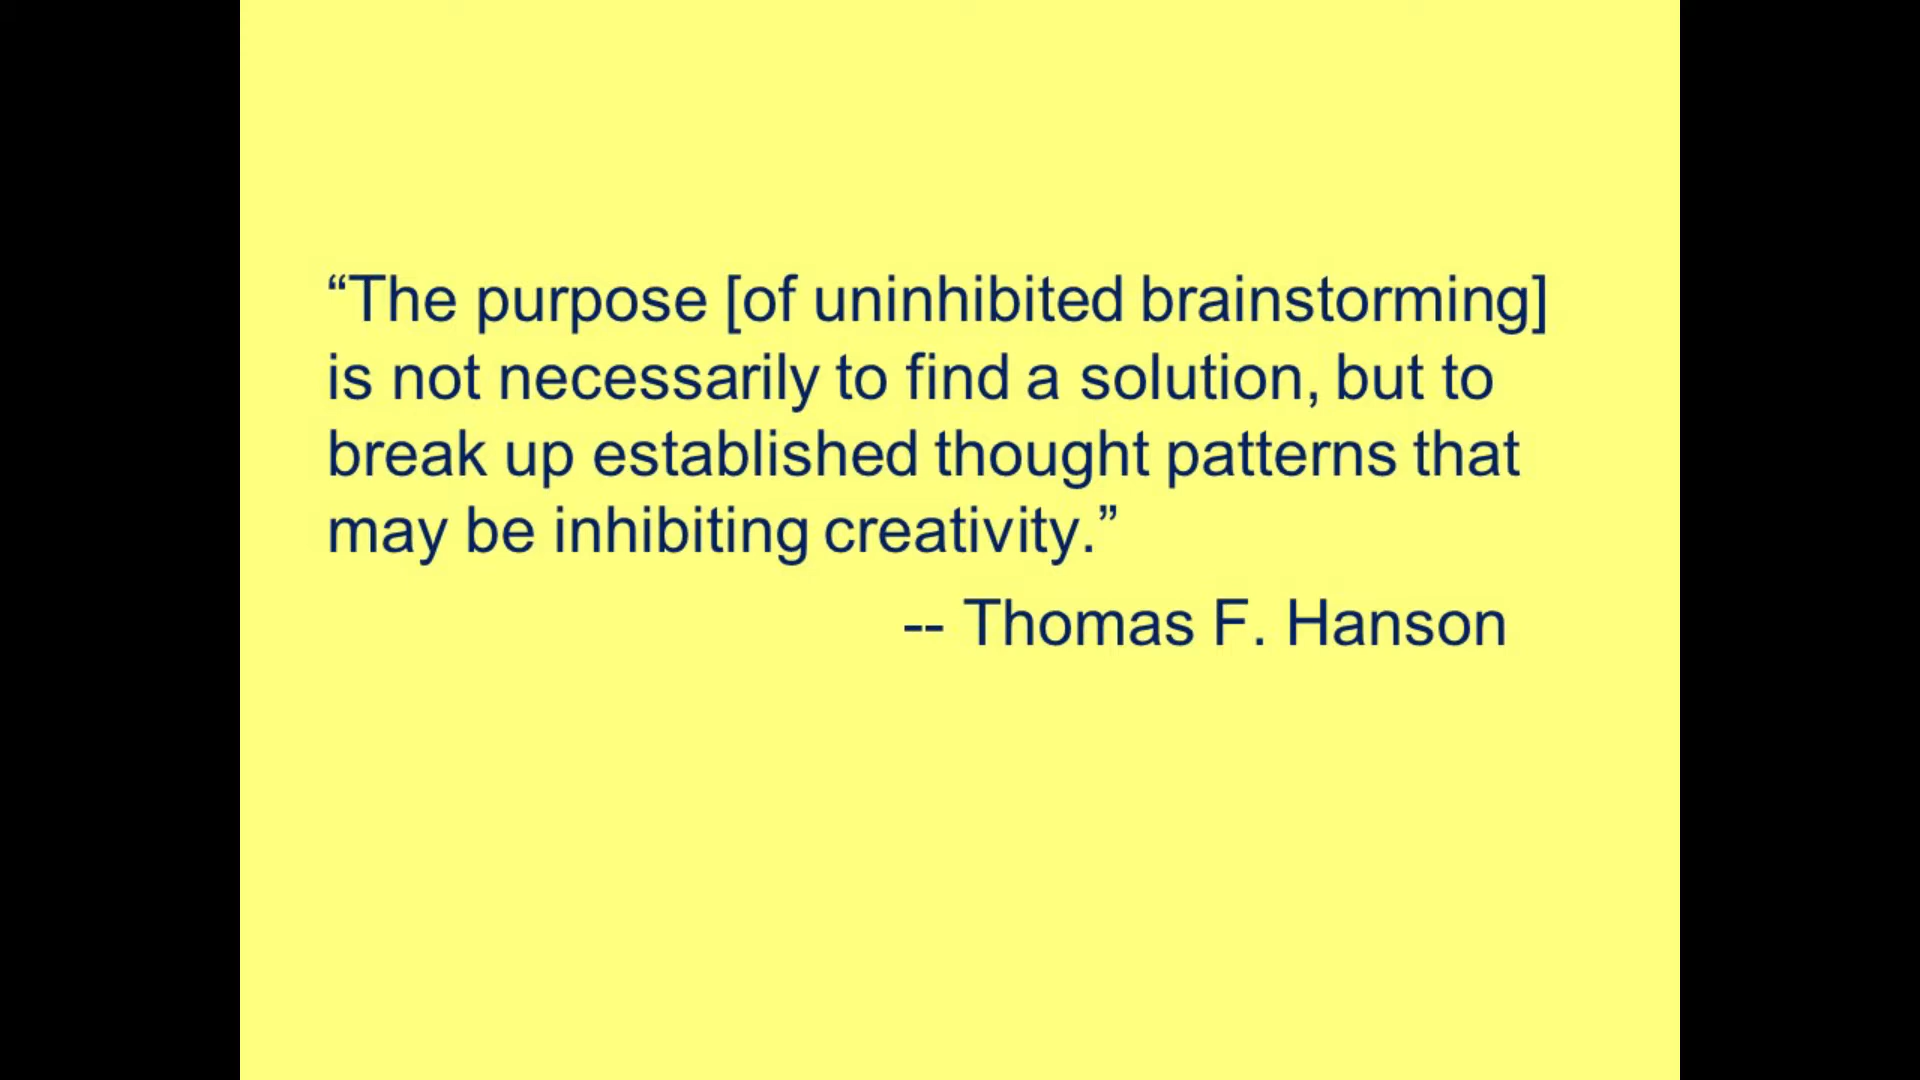 “The purpose [of uninhibited brainstorming]
is not necessarily to find a solution, but to
break up established thought patterns that
may be inhibiting creativity.”
-- Thomas F. Hanson